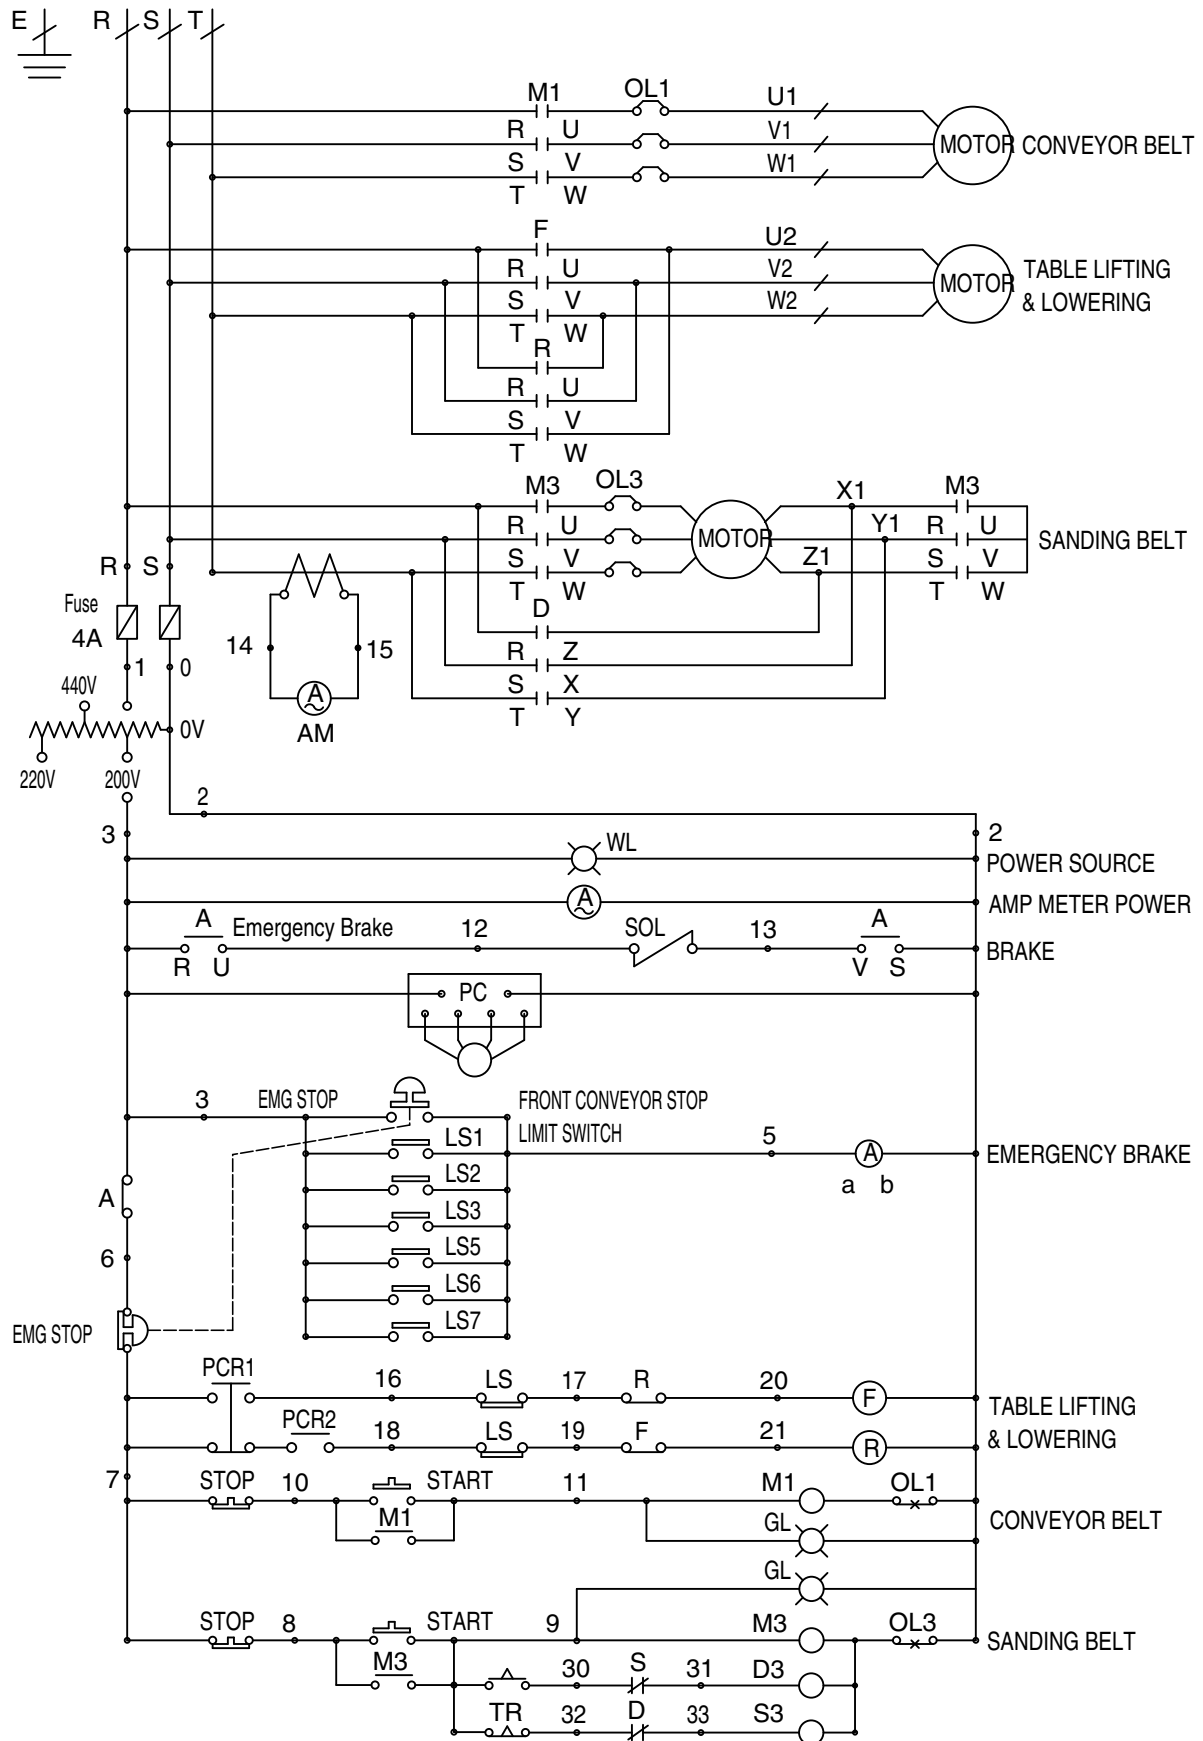 E R S T
M1 OL1 U1
R U V1
MOTOR CONVEYOR BELT
S V W1
T W
F U2
R U V2
TABLE LIFTING
MOTOR
& LOWERING
S V W2
T W
R
R U
S V
T W
M3 OL3 X1 M3
R U Y1 R U
MOTOR SANDING BELT
S V Z1 S V
T W T W
R S
Fuse
4A
D
14 15
R Z
1 0
440V
A
S X
AM
T Y
0V
220V 200V
2
3 2
WL
POWER SOURCE
A AMP METER POWER
A Emergency Brake 12 SOL 13 A
BRAKE
R U V S
PC
3 EMG STOP FRONT CONVEYOR STOP
LIMIT SWITCH
LS1 5 A EMERGENCY BRAKE
a b
LS2
A
LS3
6 LS5
LS6
EMG STOP LS7
PCR1 16 LS 17 R 20 F
TABLE LIFTING
PCR2 18 LS 19 F 21 R
& LOWERING
7
STOP 10 START 11 M1 OL1
M1 GL
CONVEYOR BELT
GL
STOP 8 START 9 M3 OL3
SANDING BELT
M3 30 S 31 D3
TR 32 D 33 S3